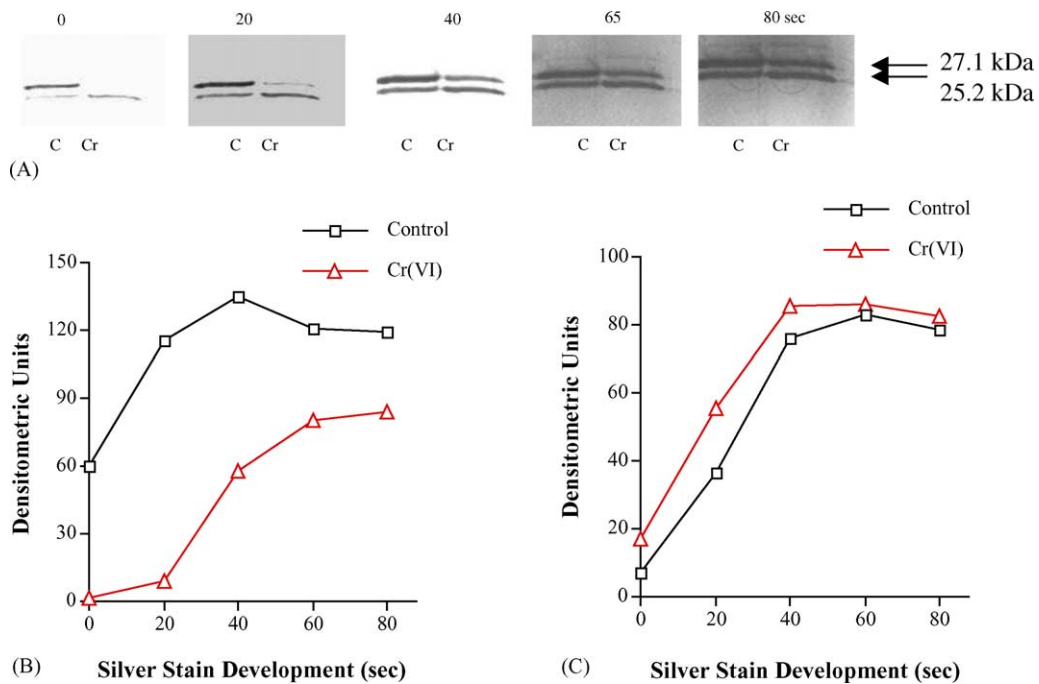 0 20 40 65 80 sec
27.1 kDa
25.2 kDa
C Cr C Cr C Cr C Cr C Cr
(A)
Control
Cr(VI)
150
120
90
60
30
0
0 20 40 60 80
Densitometric Units
Silver Stain Development (sec)
(B)
Control
Cr(VI)
100
80
60
40
20
0
0 20 40 60 80
Densitometric Units
Silver Stain Development (sec)
(C)